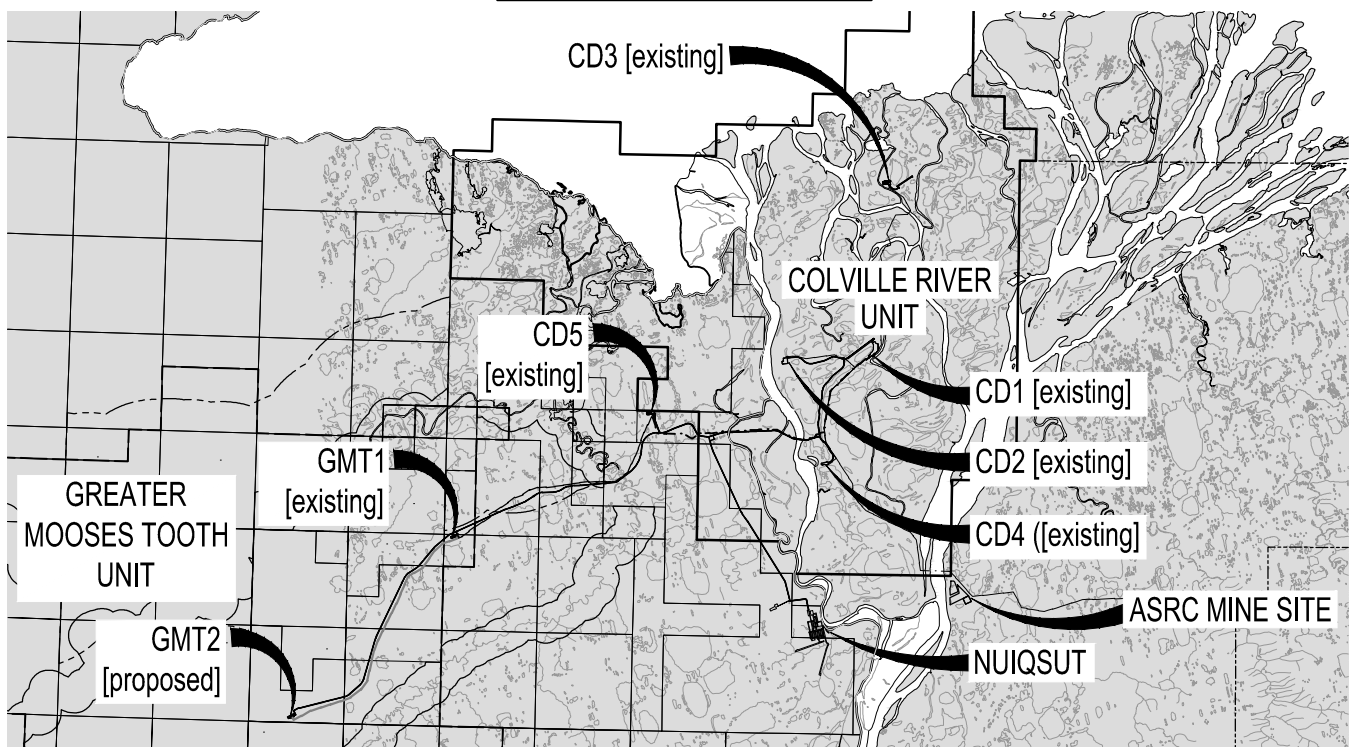 CD3 [existing]
COLVILLE RIVER
UNIT
CD5
[existing]
CD1 [existing]
GMT1
[existing]
CD2 [existing]
GREATER
MOOSES TOOTH
UNIT
CD4 ([existing]
ASRC MINE SITE
GMT2
[proposed]
NUIQSUT